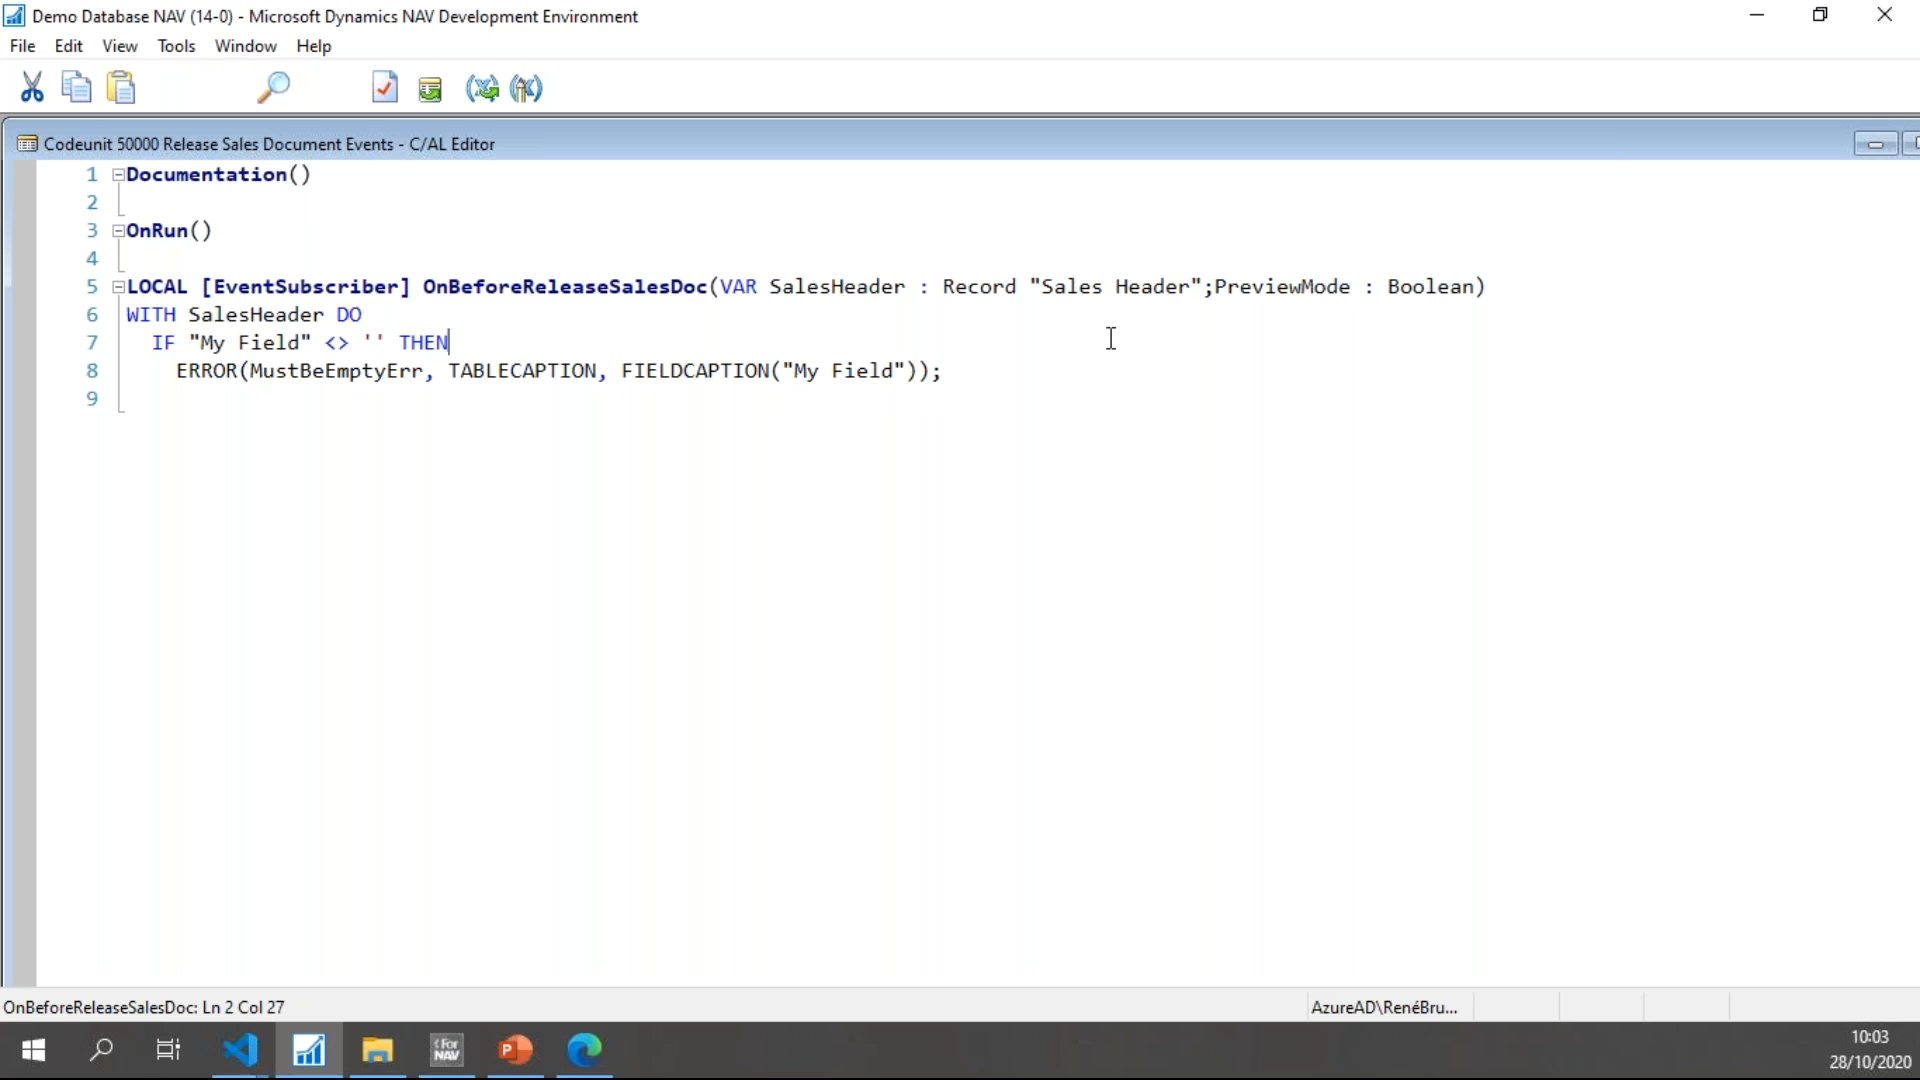 Demo Database NAV (14-0) - Microsoft Dynamics NAV Development Environment
File Edit View Tools Window Help
Codeunit 50000 Release Sales Document Events - C/AL Editor
1 Documentation()
2
3 OnRun()
4
5 LOCAL [EventSubscriber] OnBeforeReleaseSalesDoc(VAR SalesHeader : Record "Sales Header";PreviewMode : Boolean)
6 WITH SalesHeader DO
7 IF "My Field" <> '' THEN
8 ERROR(MustBeEmptyErr, TABLECAPTION, FIELDCAPTION("My Field"));
9
OnBeforeReleaseSalesDoc: Ln 2 Col 27
AzureAD\RenéBru...
(For
NAV
P
10:03
28/10/2020